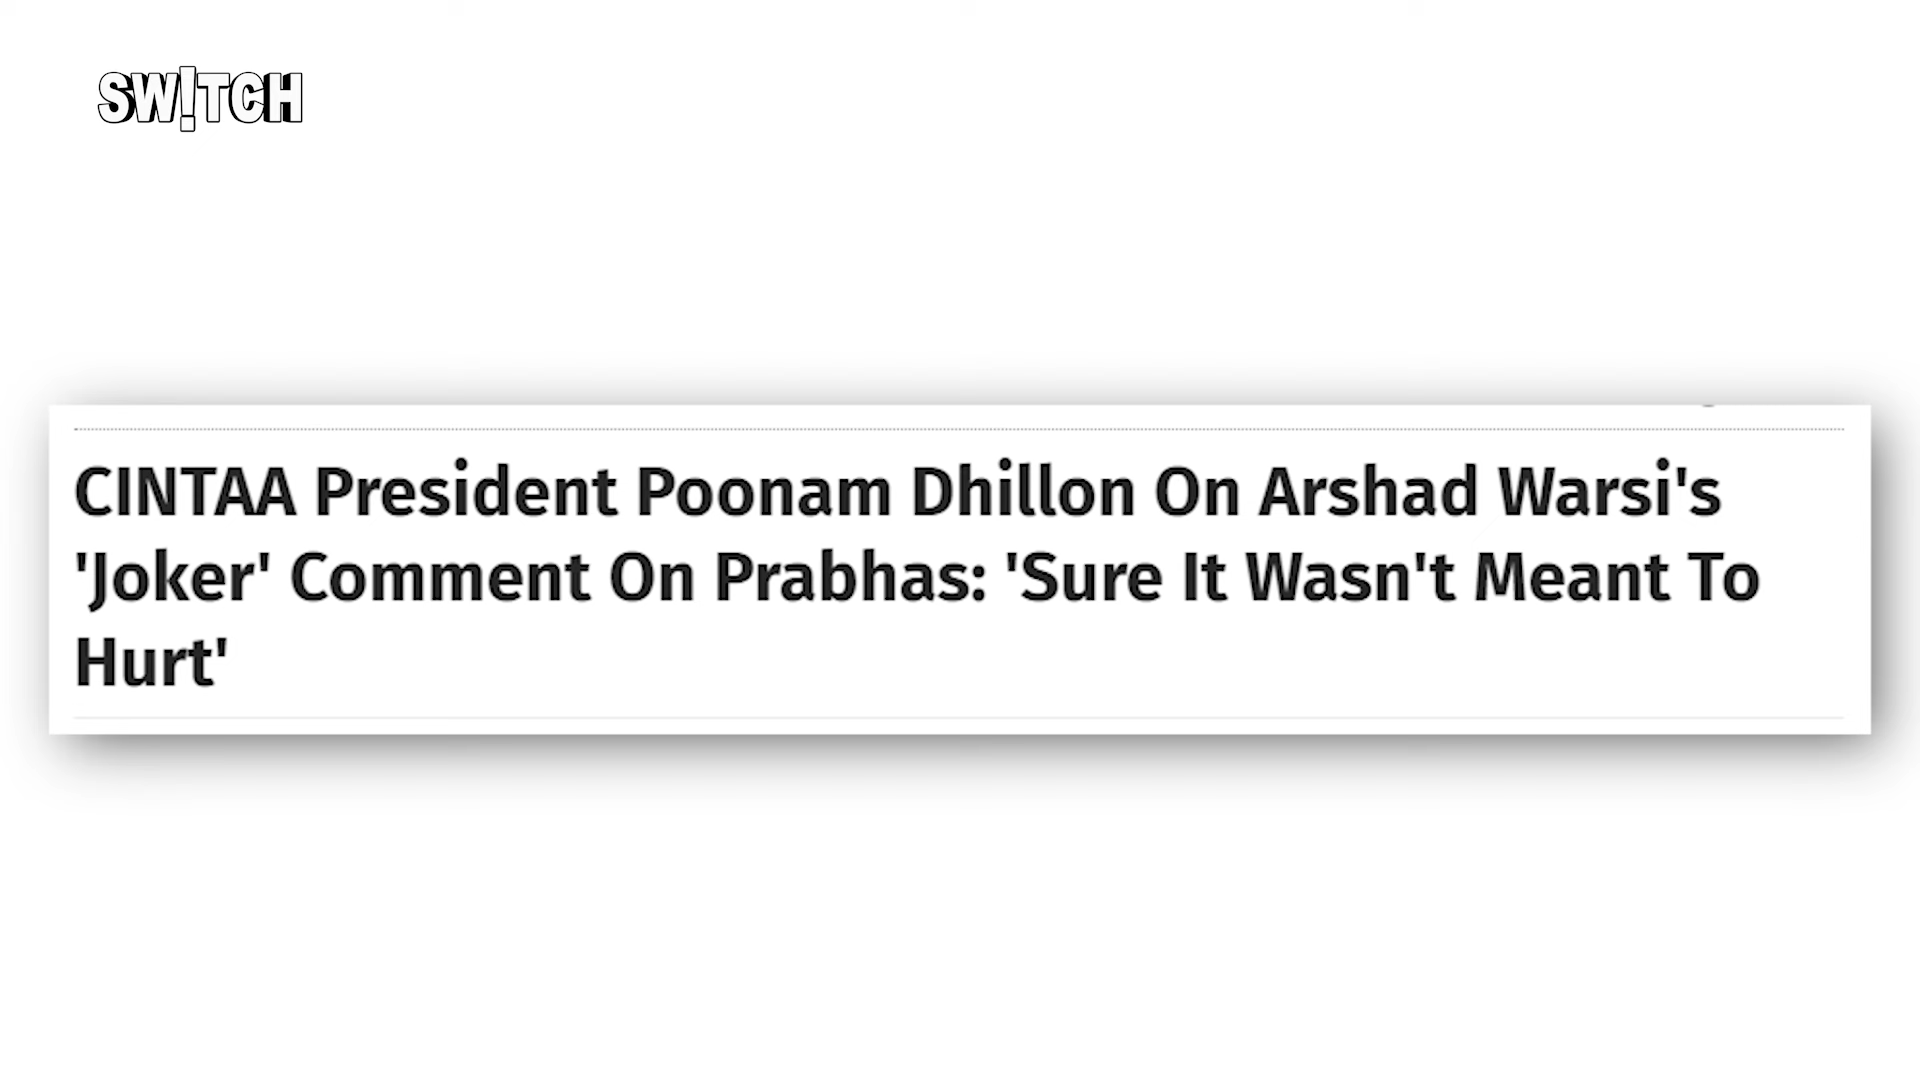 SW!TCH
CINTAA President Poonam Dhillon On Arshad Warsi's
'Joker' Comment On Prabhas: 'Sure It Wasn't Meant To
Hurt'